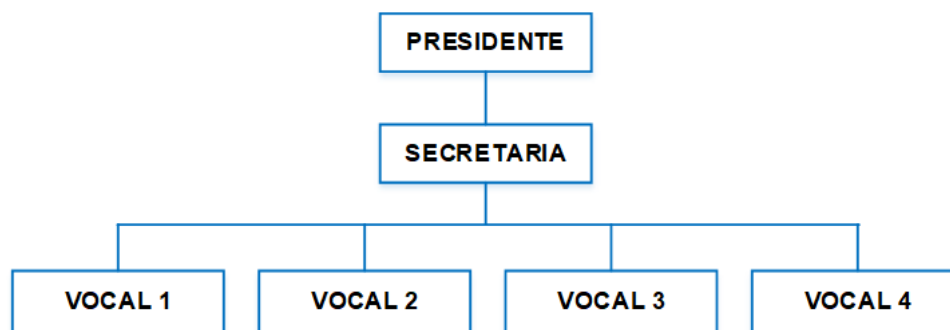 PRESIDENTE
SECRETARIA
VOCAL 1 VOCAL 2 VOCAL 3 VOCAL 4